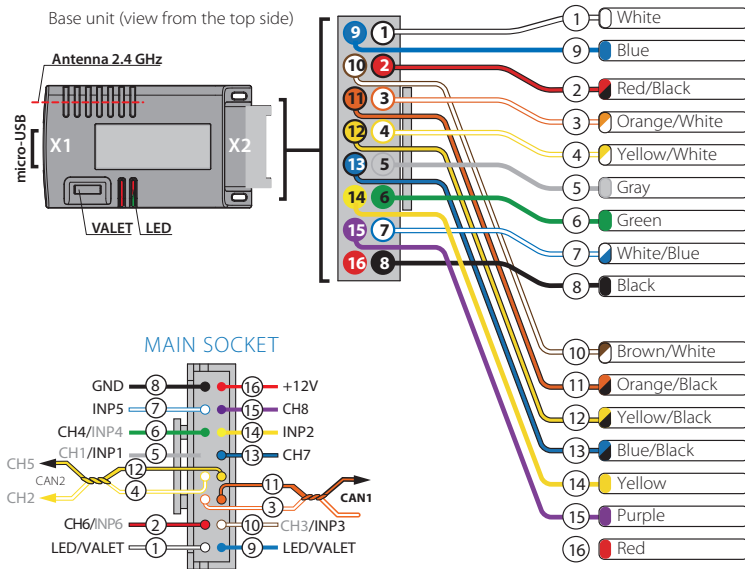 Base unit (view from the top side)
Antenna 2.4 GHz
micro-USB
X1
X2
VALET
LED
9 1
10 2
11 3
12 4
13 5
14 6
15 7
16 8
1 White
9 Blue
2 Red/Black
3 Orange/White
4 Yellow/White
5 Gray
6 Green
7 White/Blue
8 Black
10 Brown/White
11 Orange/Black
12 Yellow/Black
13 Blue/Black
14 Yellow
15 Purple
16 Red
MAIN SOCKET
GND 8 16 +12V
INP5 7 15 CH8
CH4/INP4 6 14 INP2
CH1/INP1 5 13 CH7
CH5 12
CAN2
CH2 4
11 CAN1
3
CH6/INP6 2 10 CH3/INP3
LED/VALET 1 9 LED/VALET